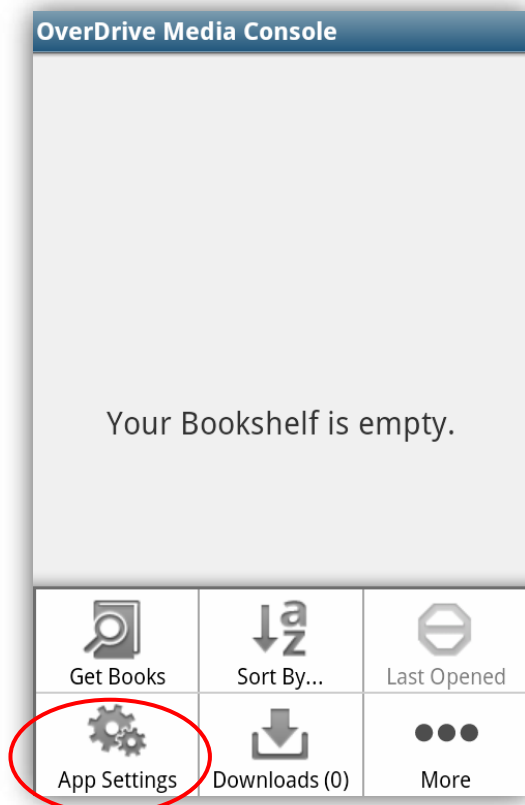 OverDrive Media Console
Your Bookshelf is empty.
Get Books
Sort By...
Last Opened
App Settings
Downloads (0)
More